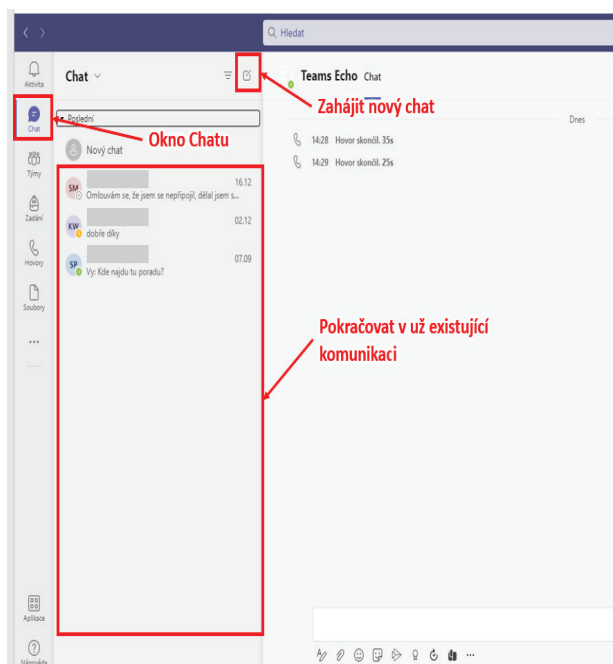 Hledat
Aktivita
Chat
Týmy
Zadání
Hovory
Soubory
Aplikace
Nápověda
Chat
Poslední
Okno Chatu
Nový chat
SM
16.12
Omlouvám se, že jsem se nepřipojil, dělal jsem s...
KW
02.12
dobře díky
SP
07.09
Vy: Kde najdu tu poradu?
Teams Echo Chat
Zahájit nový chat
Dnes
14:28 Hovor skončil. 35s
14:29 Hovor skončil. 25s
Pokračovat v už existující
komunikaci